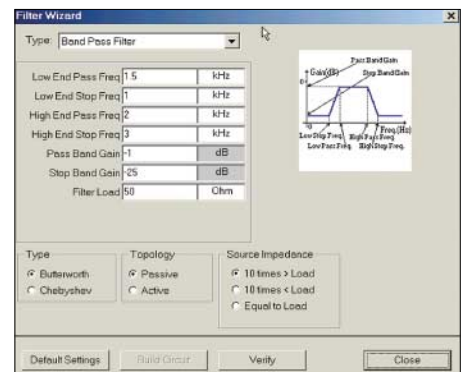 Filter Wizard
Type: Band Pass Filter
Low End Pass Freq 1.5 kHz
Low End Stop Freq 1 kHz
High End Pass Freq 2 kHz
High End Stop Freq 3 kHz
Pass Band Gain -1 dB
Stop Band Gain -25 dB
Filter Load 50 Ohm
Pass Band Gain
Gain(dB) Stop Band Gain
0
Freq.(Hz)
Low Stop Freq. High Pass Freq.
Low Pass Freq. High Stop Freq.
Type
Butterworth
Chebyshev
Topology
Passive
Active
Source Impedance
10 times > Load
10 times < Load
Equal to Load
Default Settings Build Circuit Verify Close